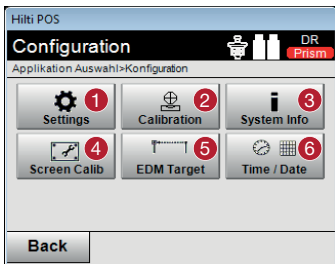 Hilti POS
Configuration
DR
Prism
Applikation Auswahl>Konfiguration
1 2 3
Settings Calibration System Info
4 5 6
Screen Calib EDM Target Time / Date
Back